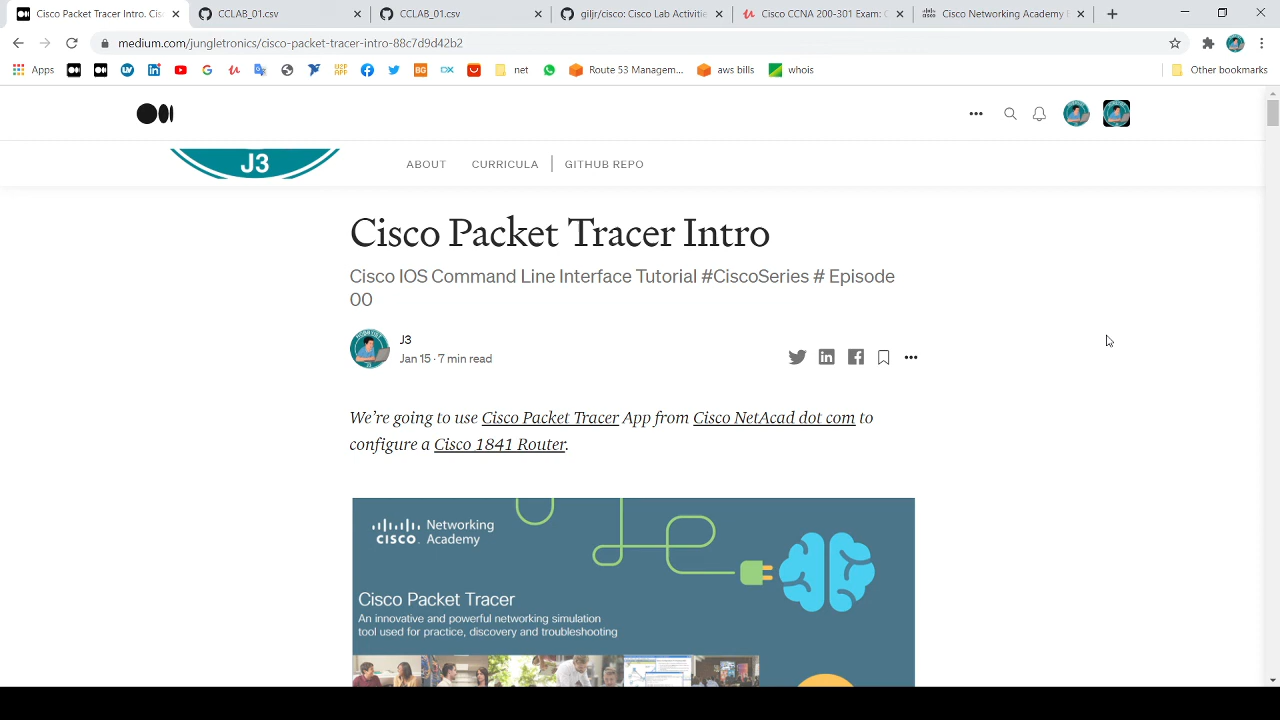 Cisco Packet Tracer Intro. Cis
CCLAB_01.csv
CCLAB_01.csv
giljr/cisco: Cisco Lab Activitie
Cisco CCNA 200-301 Exam: C
Cisco Networking Academy B
medium.com/jungletronics/cisco-packet-tracer-intro-88c7d9d42b2
Apps
net
Route 53 Managem...
aws bills
whois
Other bookmarks
J3
ABOUT
CURRICULA
GITHUB REPO
Cisco Packet Tracer Intro
Cisco IOS Command Line Interface Tutorial #CiscoSeries # Episode
00
J3
Jan 15 · 7 min read
We're going to use Cisco Packet Tracer App from Cisco NetAcad dot com to
configure a Cisco 1841 Router.
Networking
CISCO. Academy
Cisco Packet Tracer
An innovative and powerful networking simulation
tool used for practice, discovery and troubleshooting